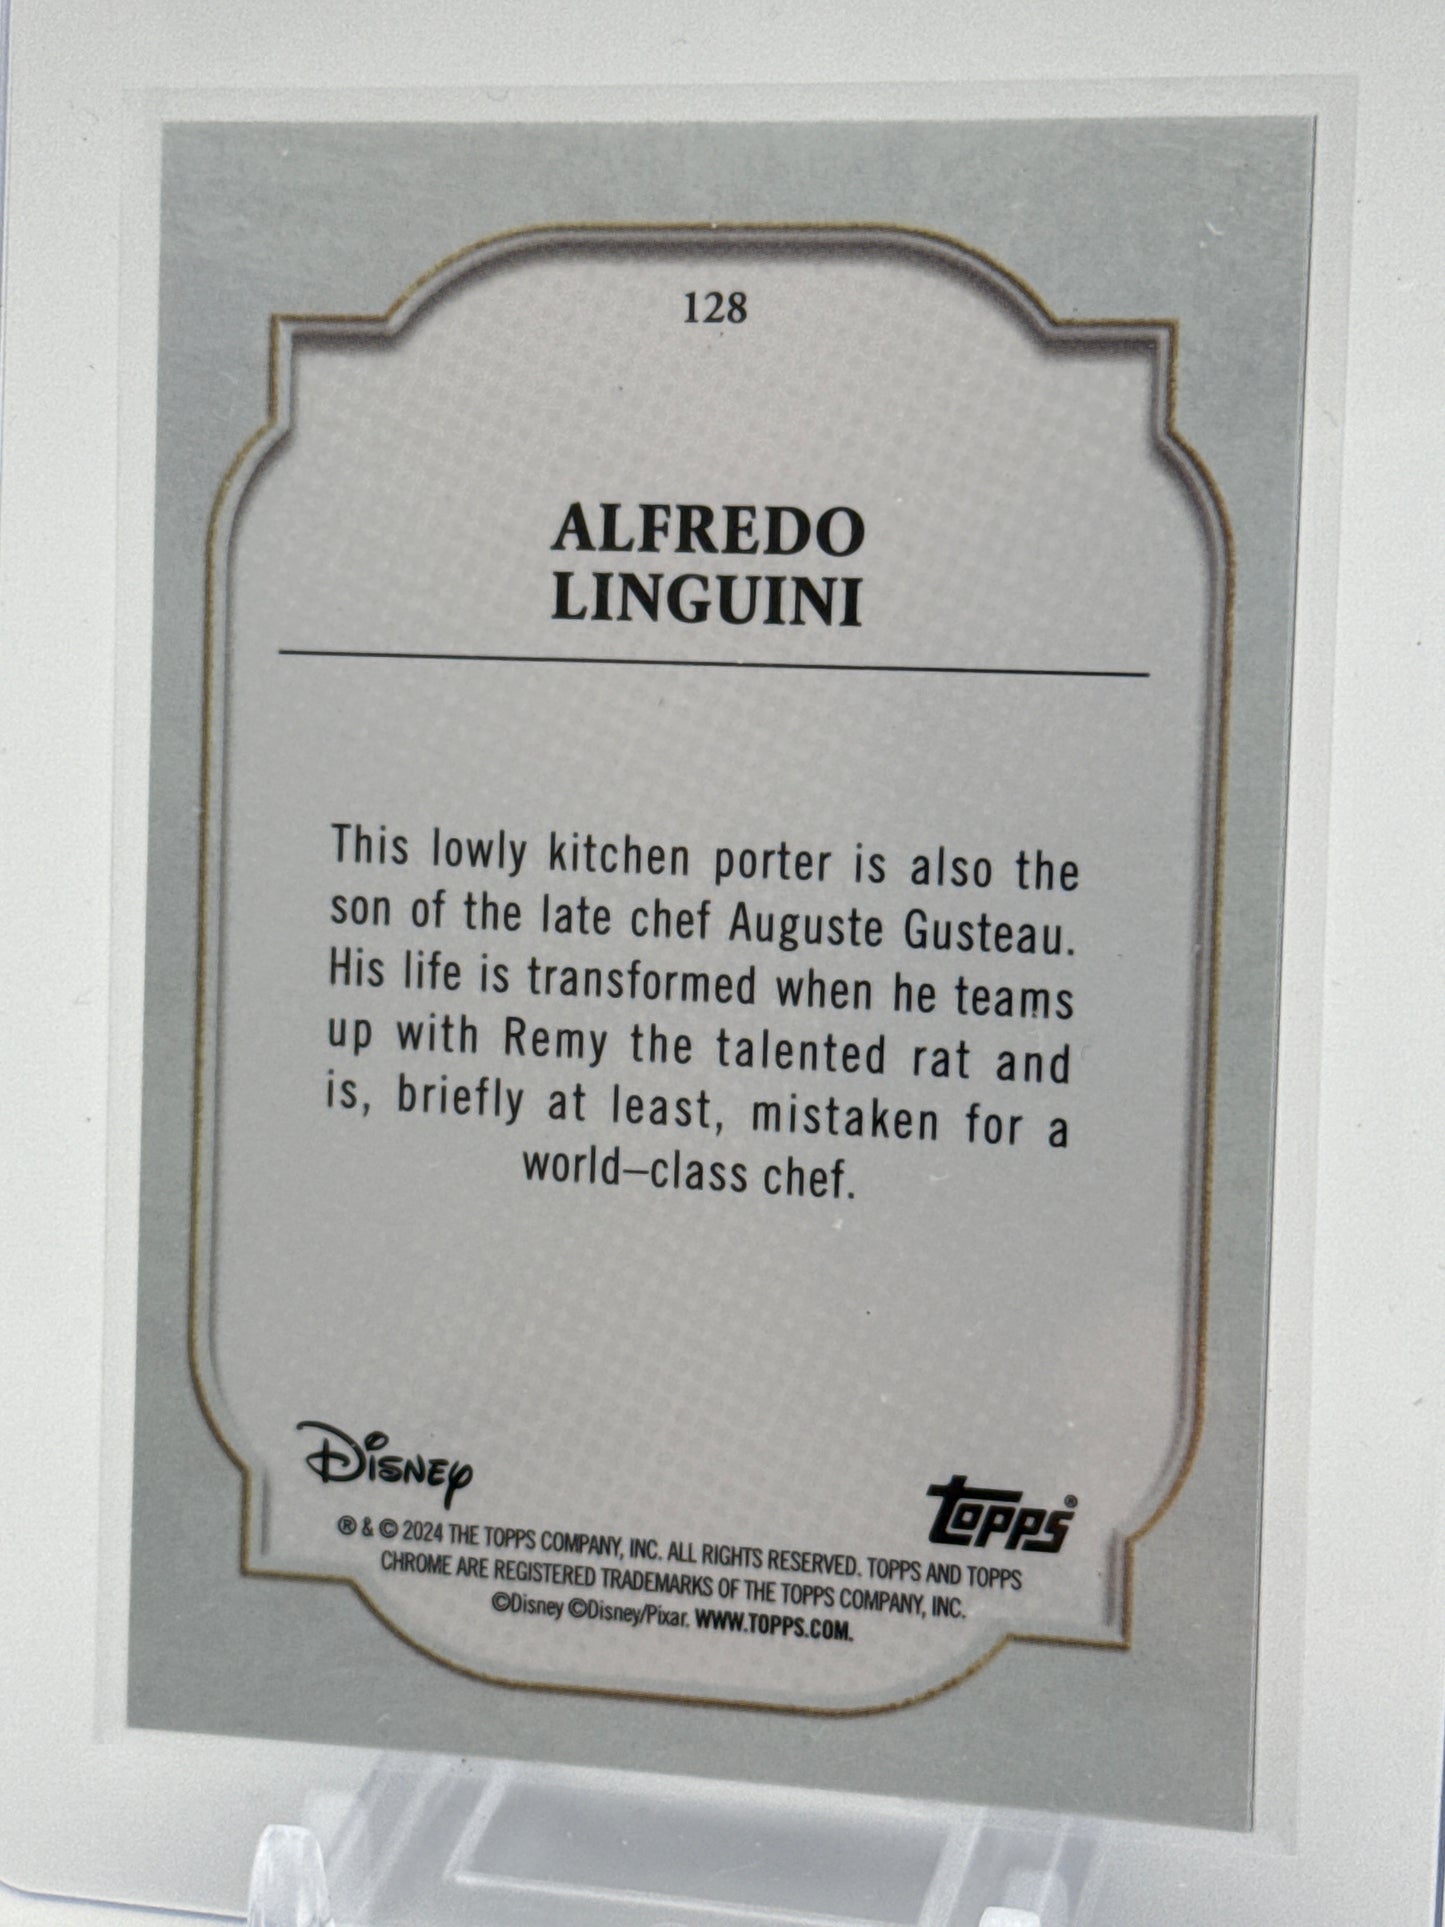 128
ALFREDO
LINGUINI
This lowly kitchen porter is also the
son of the late chef Auguste Gusteau.
His life is transformed when he teams
up with Remy the talented rat and
is, briefly at least, mistaken for a
world–class chef.
Disney
topps®
® & © 2024 THE TOPPS COMPANY, INC. ALL RIGHTS RESERVED. TOPPS AND TOPPS
CHROME ARE REGISTERED TRADEMARKS OF THE TOPPS COMPANY, INC.
©Disney ©Disney/Pixar. WWW.TOPPS.COM.